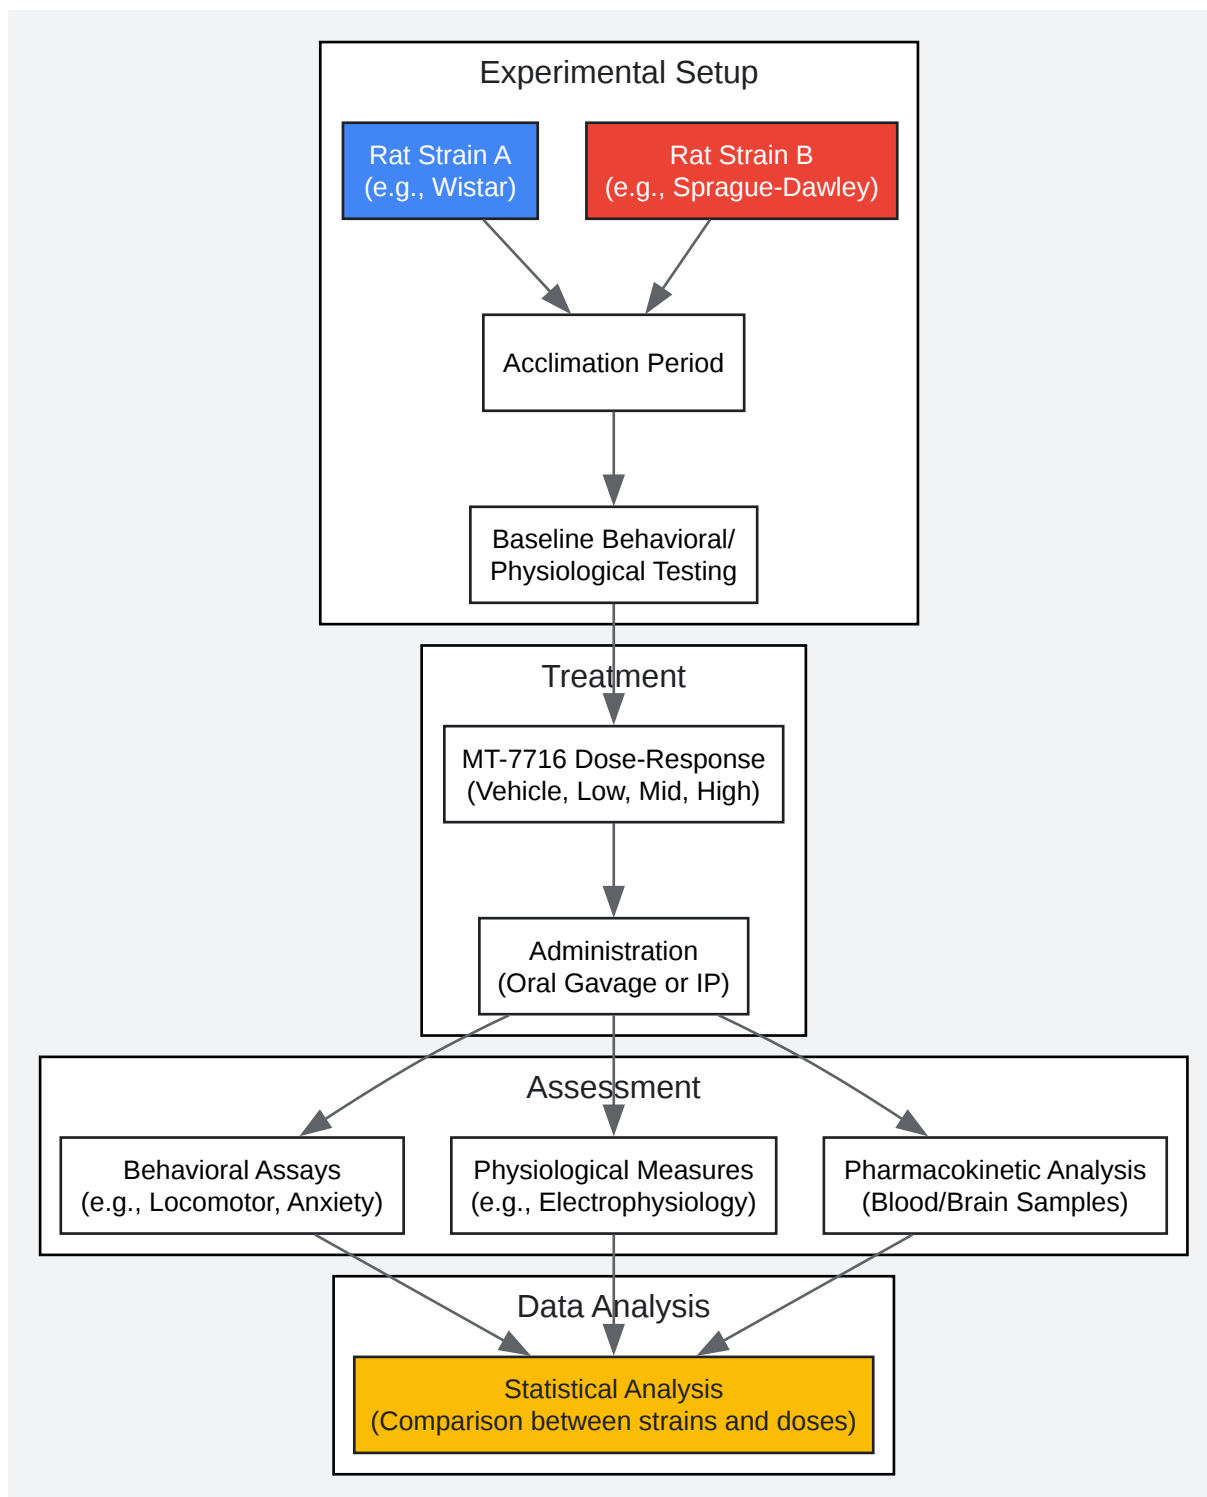 Experimental Setup
Rat Strain A
(e.g., Wistar)
Rat Strain B
(e.g., Sprague-Dawley)
Acclimation Period
Baseline Behavioral/
Physiological Testing
Treatment
MT-7716 Dose-Response
(Vehicle, Low, Mid, High)
Administration
(Oral Gavage or IP)
Assessment
Behavioral Assays
(e.g., Locomotor, Anxiety)
Physiological Measures
(e.g., Electrophysiology)
Pharmacokinetic Analysis
(Blood/Brain Samples)
Data Analysis
Statistical Analysis
(Comparison between strains and doses)